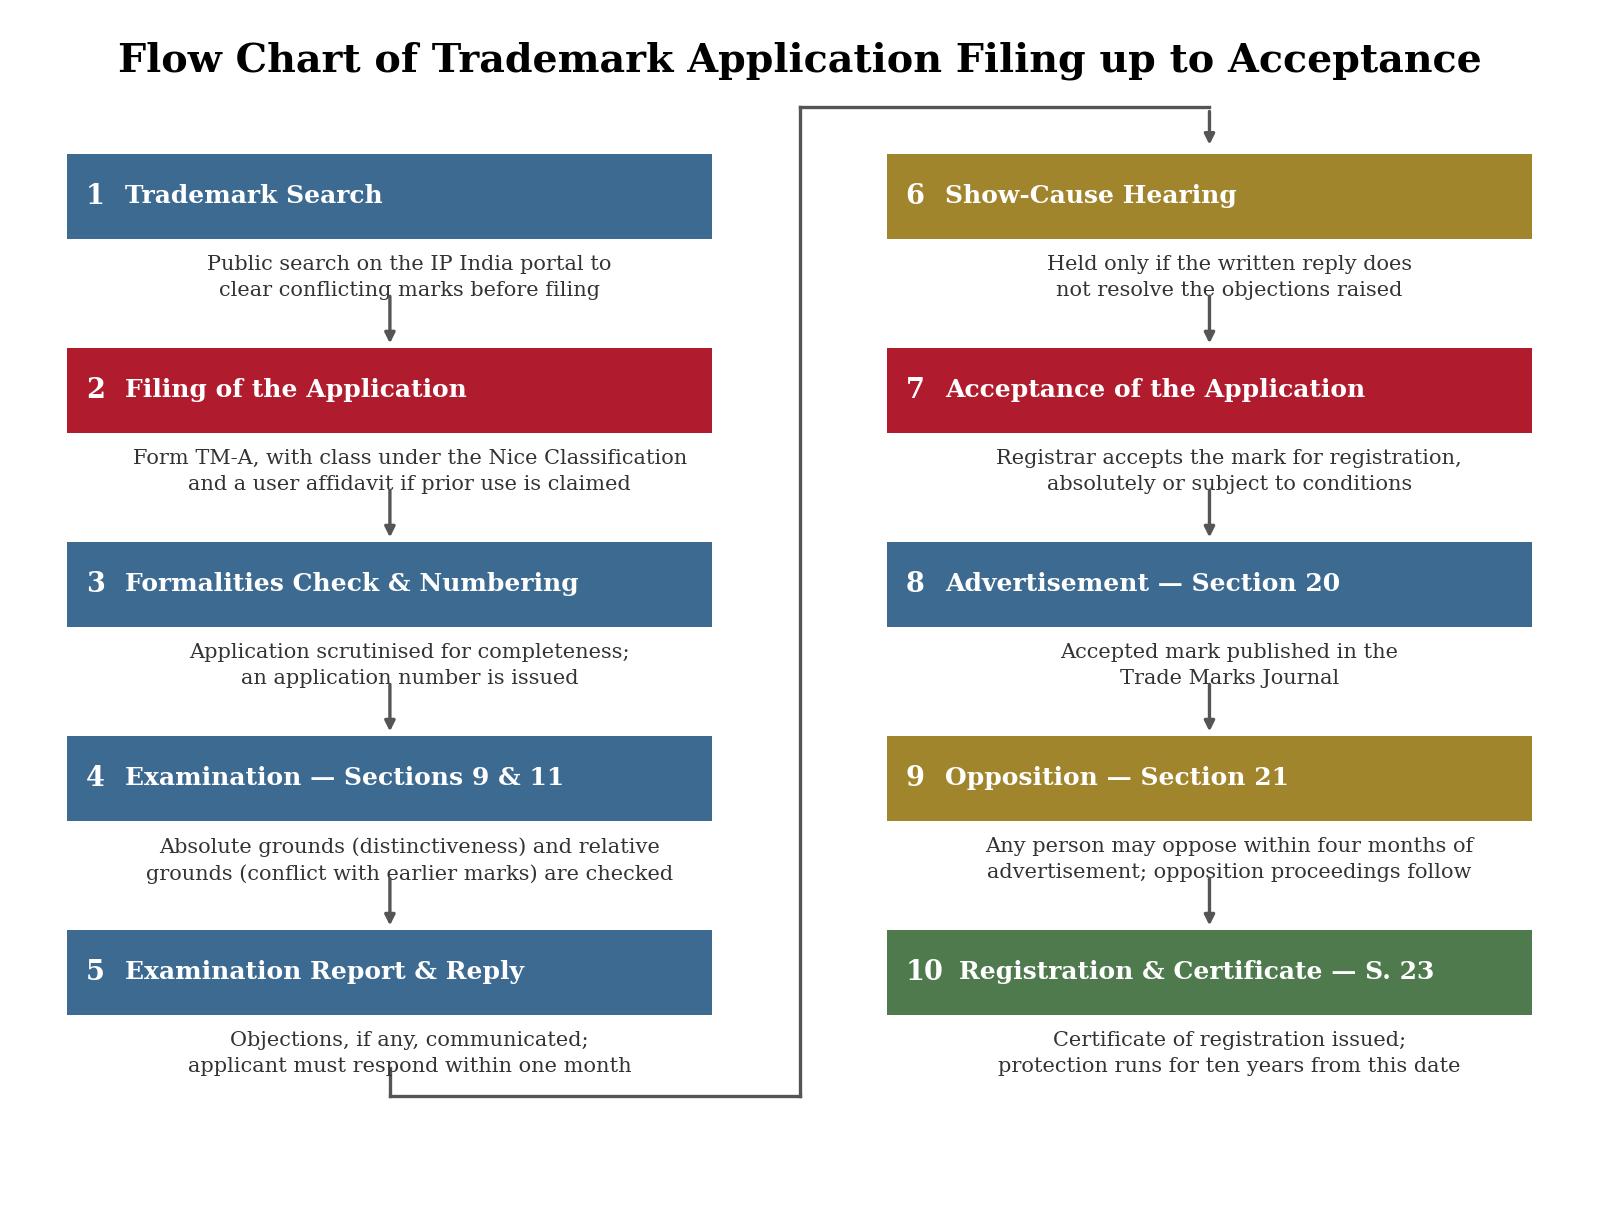 Flow Chart of Trademark Application Filing up to Acceptance
1 Trademark Search
Public search on the IP India portal to
clear conflicting marks before filing
2 Filing of the Application
Form TM-A, with class under the Nice Classification
and a user affidavit if prior use is claimed
3 Formalities Check & Numbering
Application scrutinised for completeness;
an application number is issued
4 Examination — Sections 9 & 11
Absolute grounds (distinctiveness) and relative
grounds (conflict with earlier marks) are checked
5 Examination Report & Reply
Objections, if any, communicated;
applicant must respond within one month
6 Show-Cause Hearing
Held only if the written reply does
not resolve the objections raised
7 Acceptance of the Application
Registrar accepts the mark for registration,
absolutely or subject to conditions
8 Advertisement — Section 20
Accepted mark published in the
Trade Marks Journal
9 Opposition — Section 21
Any person may oppose within four months of
advertisement; opposition proceedings follow
10 Registration & Certificate — S. 23
Certificate of registration issued;
protection runs for ten years from this date